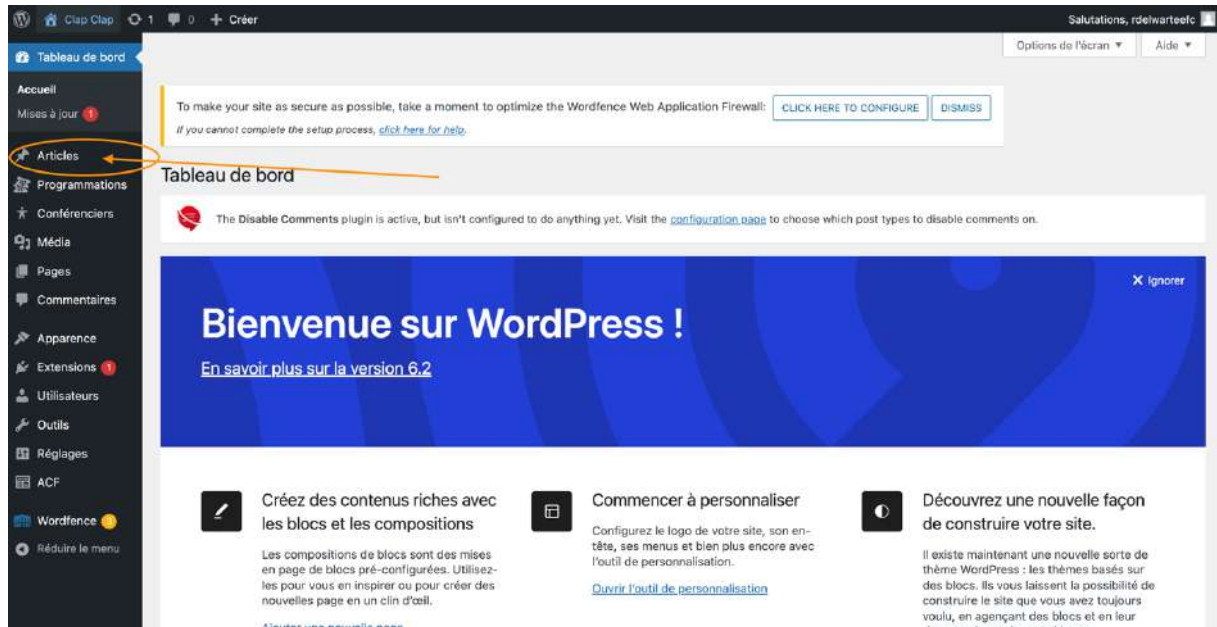 Clap Clap 1 0 + Créer Salutations, rdelwarteefc
Options de l'écran ▼ Aide ▼
Tableau de bord
Accueil
Mises à jour 1
Articles
Programmations
Conférenciers
Média
Pages
Commentaires
Apparence
Extensions 1
Utilisateurs
Outils
Réglages
ACF
Wordfence 3
Réduire le menu
To make your site as secure as possible, take a moment to optimize the Wordfence Web Application Firewall: CLICK HERE TO CONFIGURE DISMISS
If you cannot complete the setup process, click here for help.
Tableau de bord
The Disable Comments plugin is active, but isn't configured to do anything yet. Visit the configuration page to choose which post types to disable comments on.
Ignorer
Bienvenue sur WordPress !
En savoir plus sur la version 6.2
Créez des contenus riches avec
les blocs et les compositions
Les compositions de blocs sont des mises
en page de blocs pré-configurées. Utilisez-
les pour vous en inspirer ou pour créer des
nouvelles page en un clin d'œil.
Ajouter une nouvelle page
Commencer à personnaliser
Configurez le logo de votre site, son en-
tête, ses menus et bien plus encore avec
l'outil de personnalisation.
Ouvrir l'outil de personnalisation
Découvrez une nouvelle façon
de construire votre site.
Il existe maintenant une nouvelle sorte de
thème WordPress : les thèmes basés sur
des blocs. Ils vous laissent la possibilité de
construire le site que vous avez toujours
voulu, en agençant des blocs et en leur